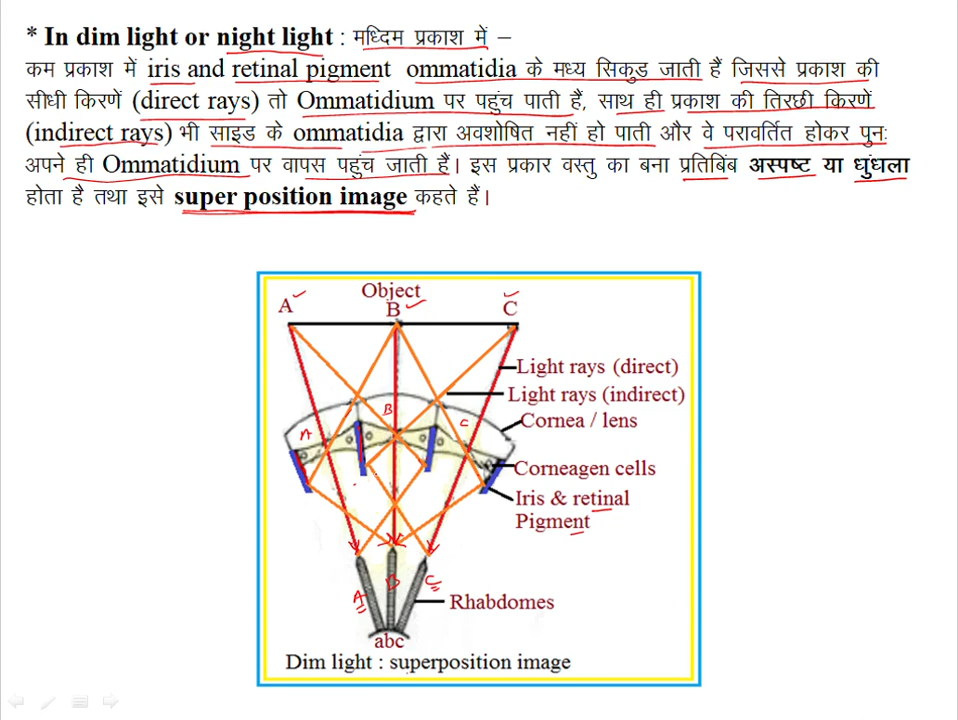 * In dim light or night light : मध्दिम प्रकाश में –
कम प्रकाश में iris and retinal pigment ommatidia के मध्य सिकुड जाती हैं जिससे प्रकाश की
सीधी किरणें (direct rays) तो Ommatidium पर पहुंच पाती हैं, साथ ही प्रकाश की तिरछी किरणें
(indirect rays) भी साइड के ommatidia द्वारा अवशोषित नहीं हो पाती और वे परावर्तित होकर पुनः
अपने ही Ommatidium पर वापस पहुंच जाती हैं। इस प्रकार वस्तु का बना प्रतिबिंब अस्पष्ट या धुंधला
होता है तथा इसे super position image कहते हैं।
Object
A B C
Light rays (direct)
Light rays (indirect)
B
A C
Cornea / lens
Corneagen cells
Iris & retinal
Pigment
A B C
Rhabdomes
abc
Dim light : superposition image